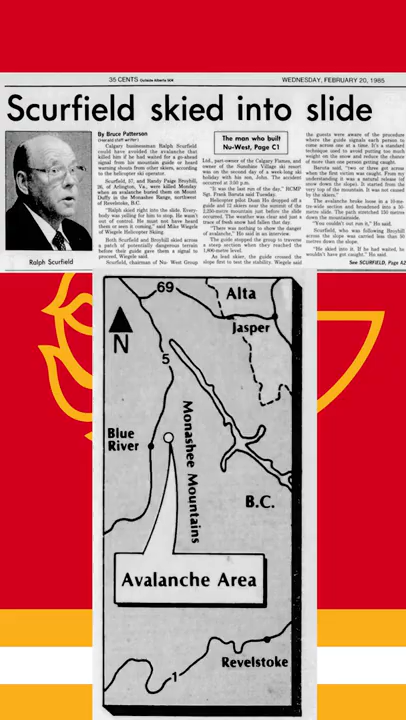 35 CENTS Outside Alberta 50¢
WEDNESDAY, FEBRUARY 20, 1985
Scurfield skied into slide
Ralph Scurfield
By Bruce Patterson
(Herald staff writer)
Calgary businessman Ralph Scurfield
could have avoided the avalanche that
killed him if he had waited for a go-ahead
signal from his mountain guide or heard
warning shouts from other skiers, according
to the helicopter ski operator.
Scurfield, 57, and Randy Paige Broyhill,
26, of Arlington, Va., were killed Monday
when an avalanche buried them on Mount
Duffy in the Monashee Range, northwest
of Revelstoke, B.C.
"Ralph skied right into the slide. Every-
body was yelling for him to stop. He wasn't
out of control. He must not have heard
them or seen it coming," said Mike Wiegele
of Wiegele Helicopter Skiing.
Both Scurfield and Broyhill skied across
a patch of potentially dangerous terrain
before their guide gave them a signal to
proceed, Wiegele said.
Scurfield, chairman of Nu-West Group
The man who built
Nu-West, Page C1
Ltd., part-owner of the Calgary Flames, and
owner of the Sunshine Village ski resort
was on the second day of a week-long ski
holiday with his son, John. The accident
occurred at 3:00 p.m.
"It was the last run of the day," RCMP
Sgt. Frank Baruta said Tuesday.
Helicopter pilot Dunn Ho dropped off a
guide and 12 skiers near the summit of the
2,250-metre mountain just before the slide
occurred. The weather was clear and just a
trace of fresh snow had fallen that day.
"There was nothing to show the danger
of avalanche," He said in an interview.
The guide stopped the group to traverse
a steep section when they reached the
1,900-metre level.
As lead skier, the guide crossed the
slope first to test the stability. Wiegele said
the guests were aware of the procedure
where the guide signals each person to
come across one at a time. It's a standard
technique used to avoid putting too much
weight on the snow and reduce the chance
of more than one person getting caught.
Baruta said, "two or three got across
when the first victim was caught. From my
understanding it was a natural release (of
snow down the slope). It started from the
very top of the mountain. It was not caused
by the skiers."
The avalanche broke loose in a 10-me-
tre-wide section and broadened into a 50-
metre slide. The path stretched 150 metres
down the mountainside.
"You couldn't out run it," He said.
Scurfield, who was following Broyhill
across the slope was carried less than 50
metres down the slope.
"He skied into it. If he had waited, he
wouldn't have got caught," He said.
See SCURFIELD, Page A2
69
Alta
Jasper
N
5
Blue
River
Monashee Mountains
B.C.
Avalanche Area
Revelstoke
1